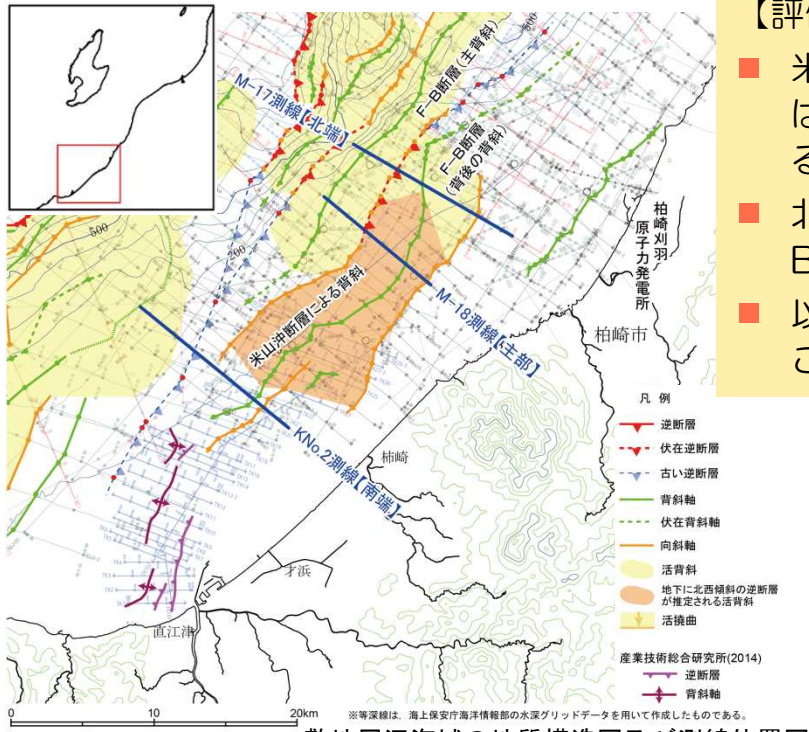 【評
■ 米
は
る
■ 北
E
■ 以
こ
M-17測線【北端】
F-B断層(主背斜)
F-B断層
(背後の背斜)
500
500
200
柏崎刈羽
原子力発電所
柏崎市
米山沖断層による背斜
M-18測線【主部】
KNo.2測線【南端】
柿崎
才浜
直江津
凡 例
逆断層
伏在逆断層
古い逆断層
背斜軸
伏在背斜軸
向斜軸
活背斜
地下に北西傾斜の逆断層
が推定される活背斜
活撓曲
産業技術総合研究所(2014)
逆断層
背斜軸
0 10 20km
※等深線は、海上保安庁海洋情報部の水深グリッドデータを用いて作成したものである。